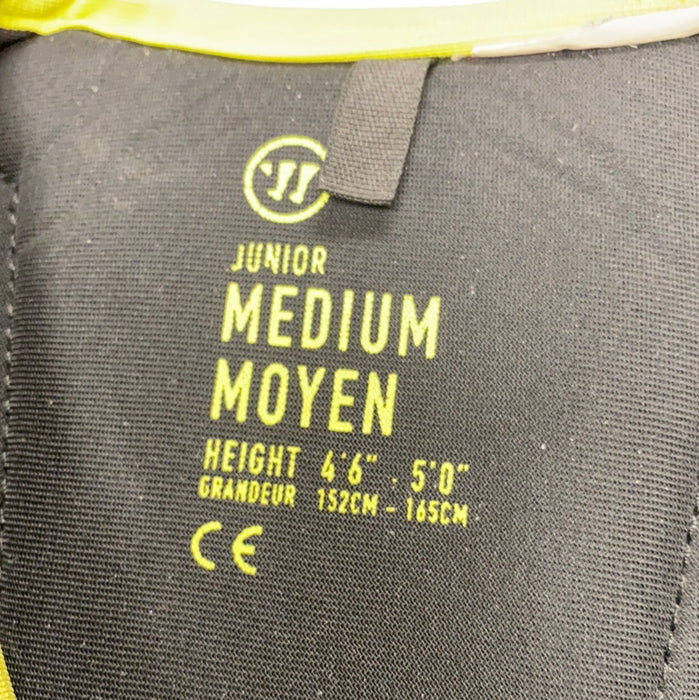 JUNIOR
MEDIUM
MOYEN
HEIGHT 4'6" - 5'0"
GRANDEUR 152CM - 165CM
CE